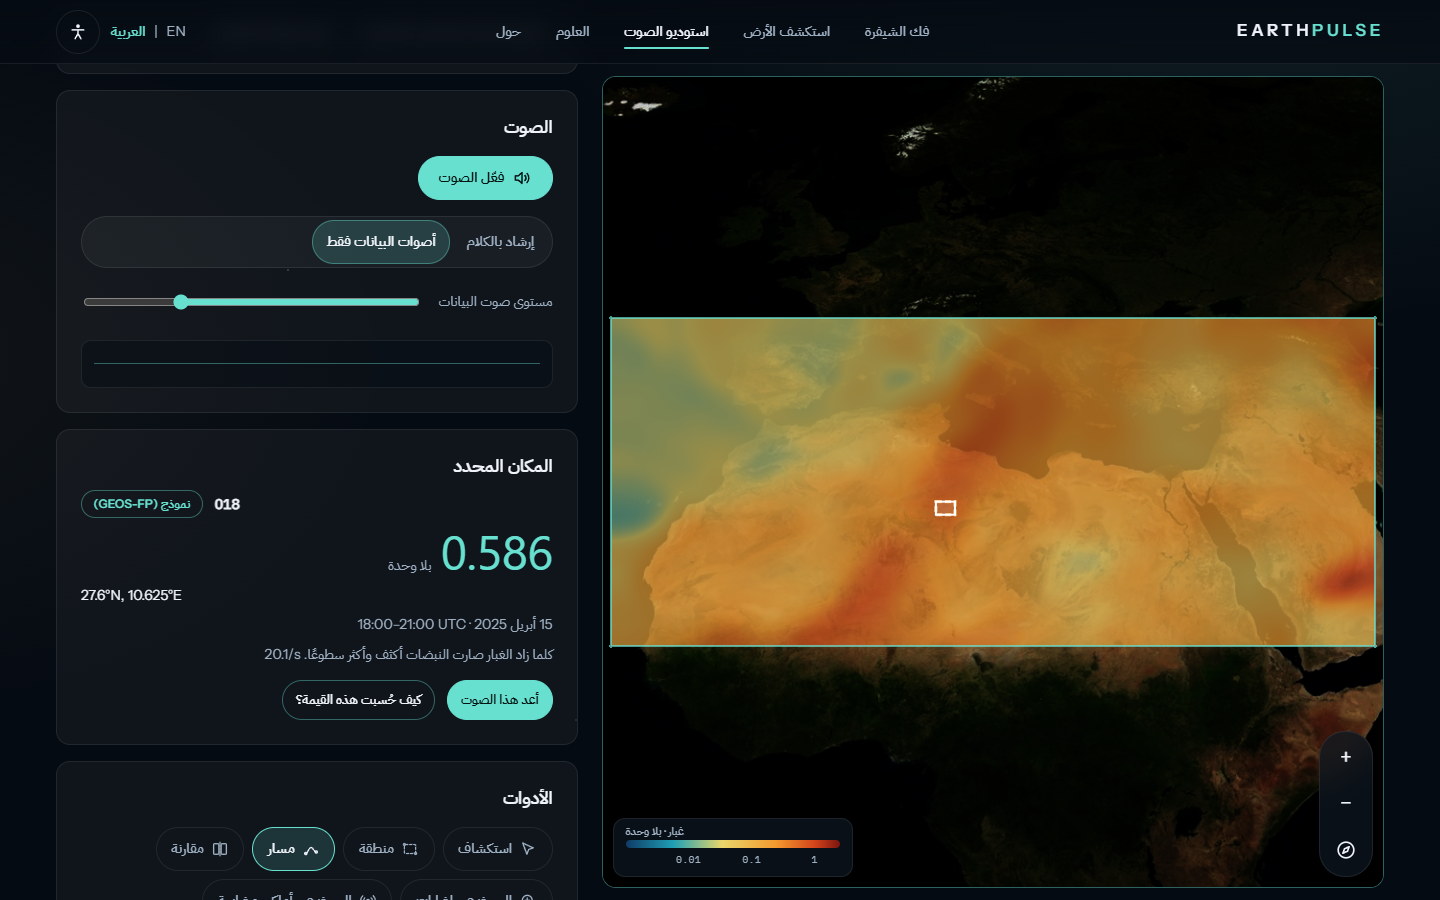 EARTHPULSE
فك الشيفرة
استكشف الأرض
استوديو الصوت
العلوم
حول
العربية | EN
الصوت
فعّل الصوت
إرشاد بالكلام
أصوات البيانات فقط
مستوى صوت البيانات
المكان المحدد
018
نموذج (GEOS-FP)
0.586 بلا وحدة
27.6°N, 10.625°E
15 أبريل 2025 · 18:00–21:00 UTC
كلما زاد الغبار صارت النبضات أكثف وأكثر سطوعًا. 20.1/s
أعد هذا الصوت
كيف حُسبت هذه القيمة؟
الأدوات
استكشاف
منطقة
مسار
مقارنة
غبار · بلا وحدة
0.01 0.1 1